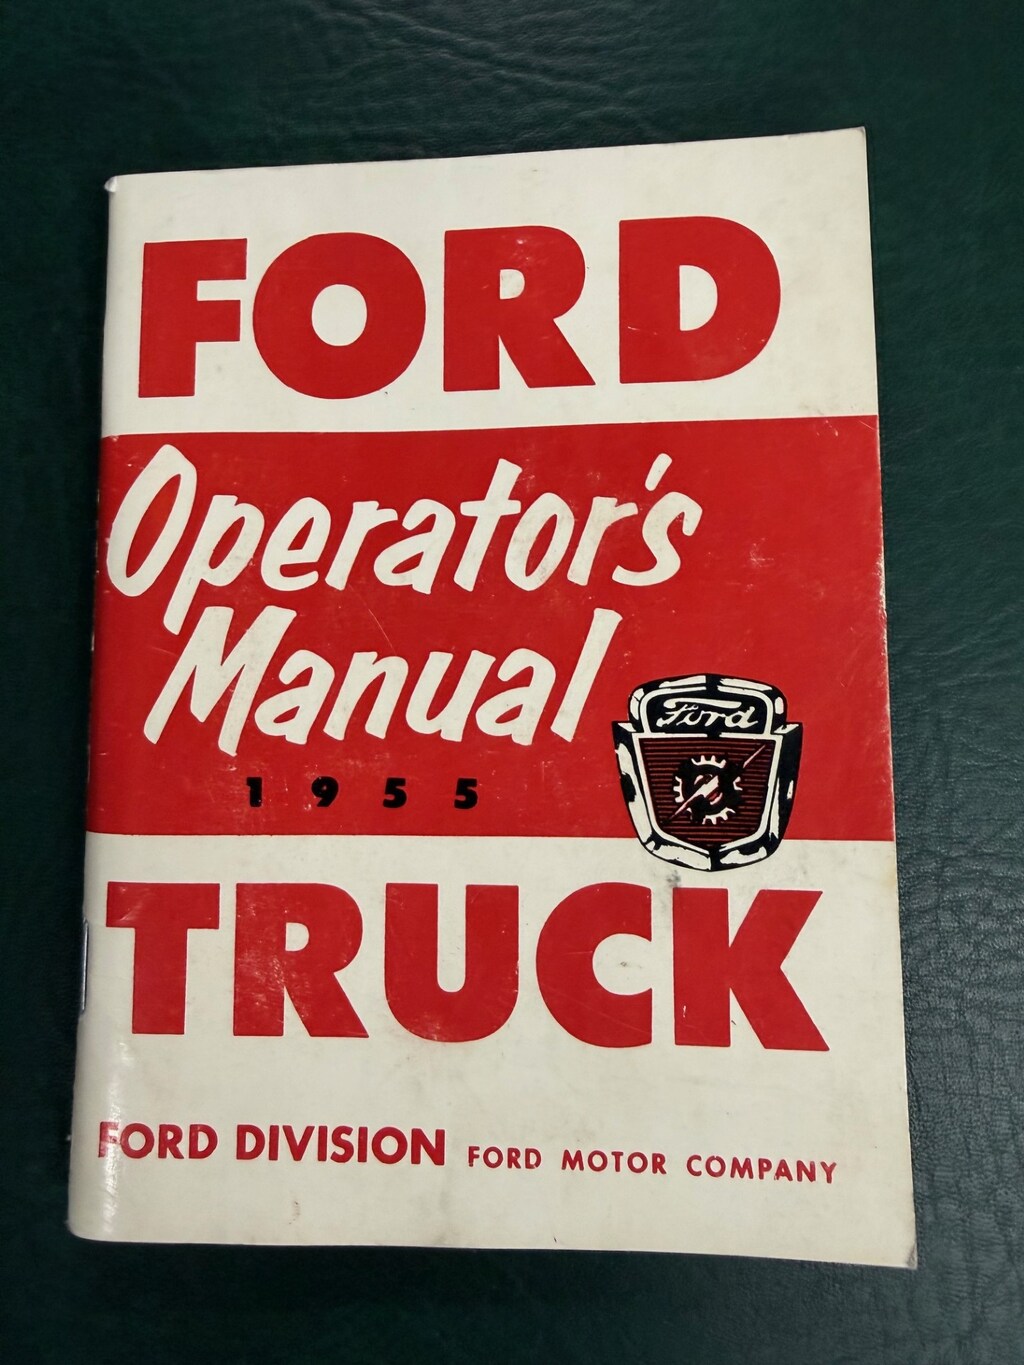 FORD
Operator's
Manual
1955
Ford
TRUCK
FORD DIVISION FORD MOTOR COMPANY